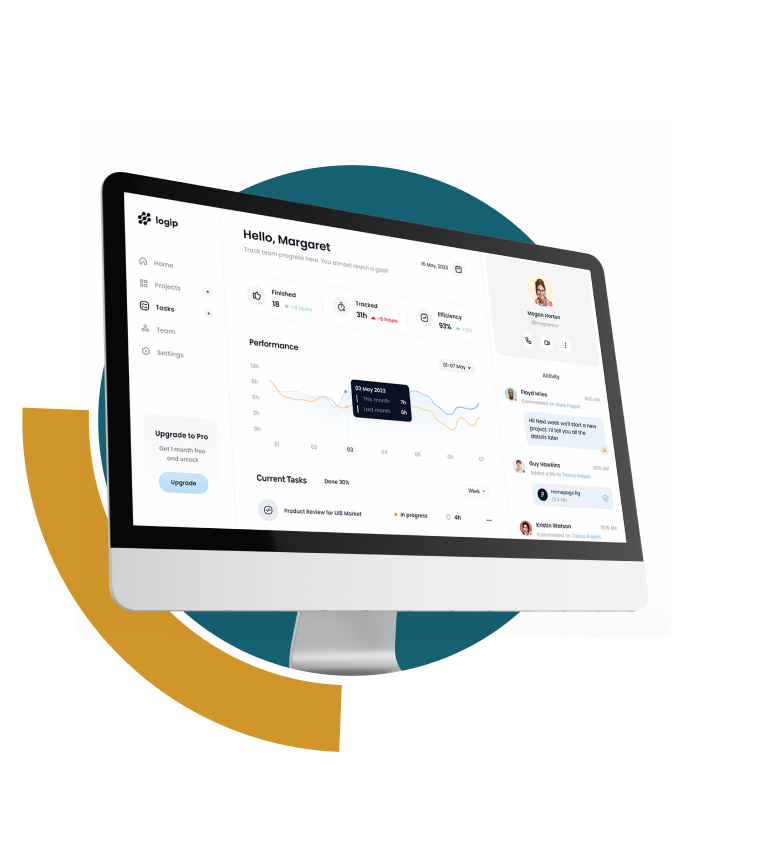 logip
Home
Projects
Tasks
Team
Settings
Upgrade to Pro
Get 1 month free
and unlock
Upgrade
Hello, Margaret
Track team progress here. You almost reach a goal!
16 May, 2023
Finished
18 +8 tasks
Tracked
31h -6 hours
Efficiency
93% +12%
Performance
01-07 May
12h
8h
6h
3h
0h
01
02
03
04
05
06
07
03 May 2023
This month 7h
Last month 6h
Current Tasks
Done 30%
Week
Product Review for UI8 Market
In progress
4h
Megan Norton
@megnorton
Activity
Floyd Miles
10:15 AM
Commented on Stark Project
Hi! Next week we'll start a new
project. I'll tell you all the
details later
Guy Hawkins
10:15 AM
Added a file to 7Heros Project
Homepage.fig
13.4 Mb
Kristin Watson
10:15 AM
Commented on 7Heros Project